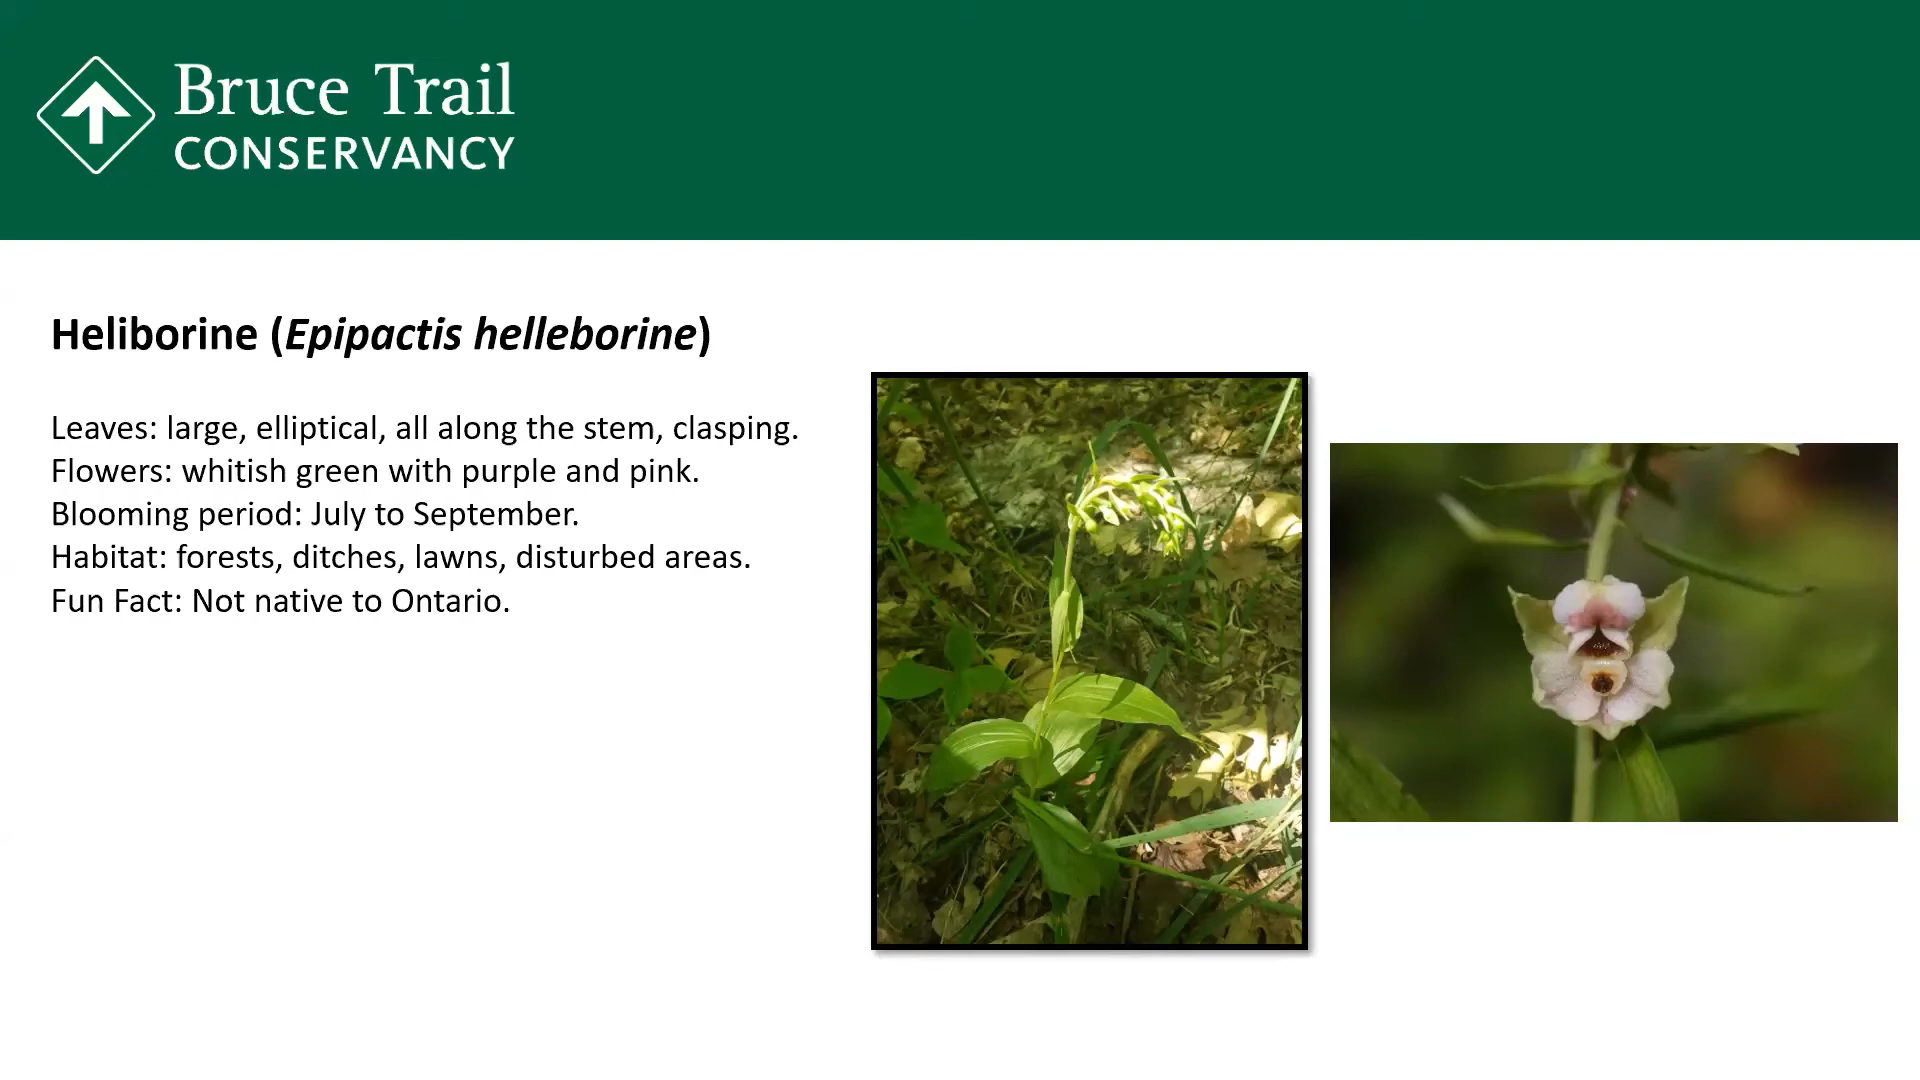 Bruce Trail
CONSERVANCY
Heliborine (Epipactis helleborine)
Leaves: large, elliptical, all along the stem, clasping.
Flowers: whitish green with purple and pink.
Blooming period: July to September.
Habitat: forests, ditches, lawns, disturbed areas.
Fun Fact: Not native to Ontario.